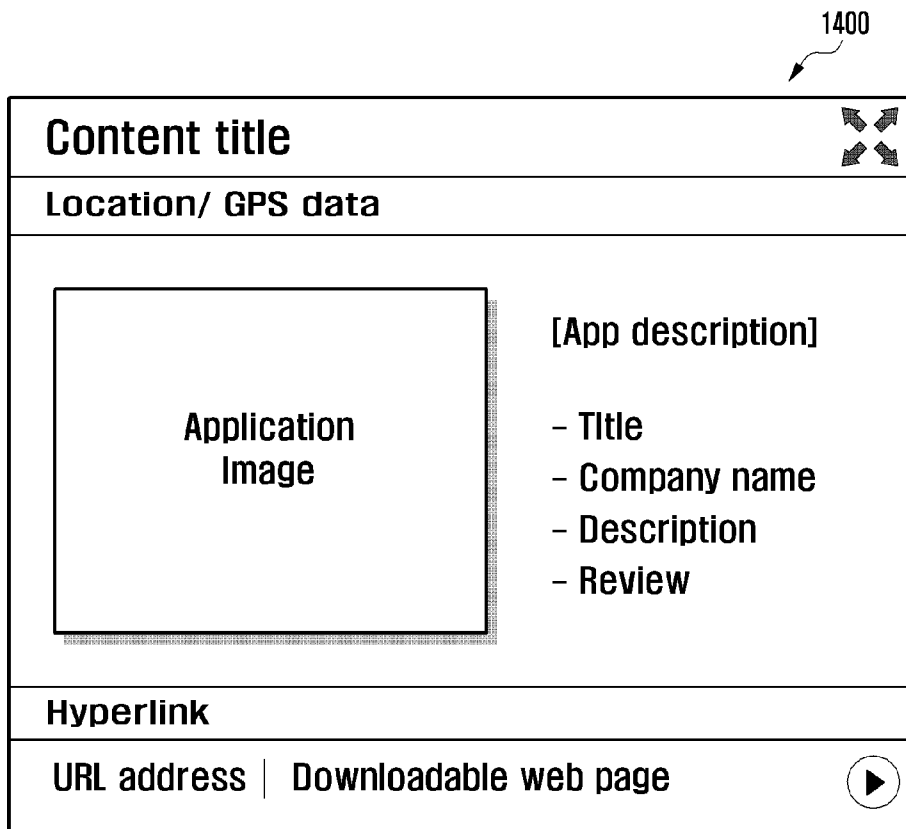 1400
Content title
Location/ GPS data
Application
Image
[App description]
– TItle
– Company name
– Description
– Review
Hyperlink
URL address | Downloadable web page